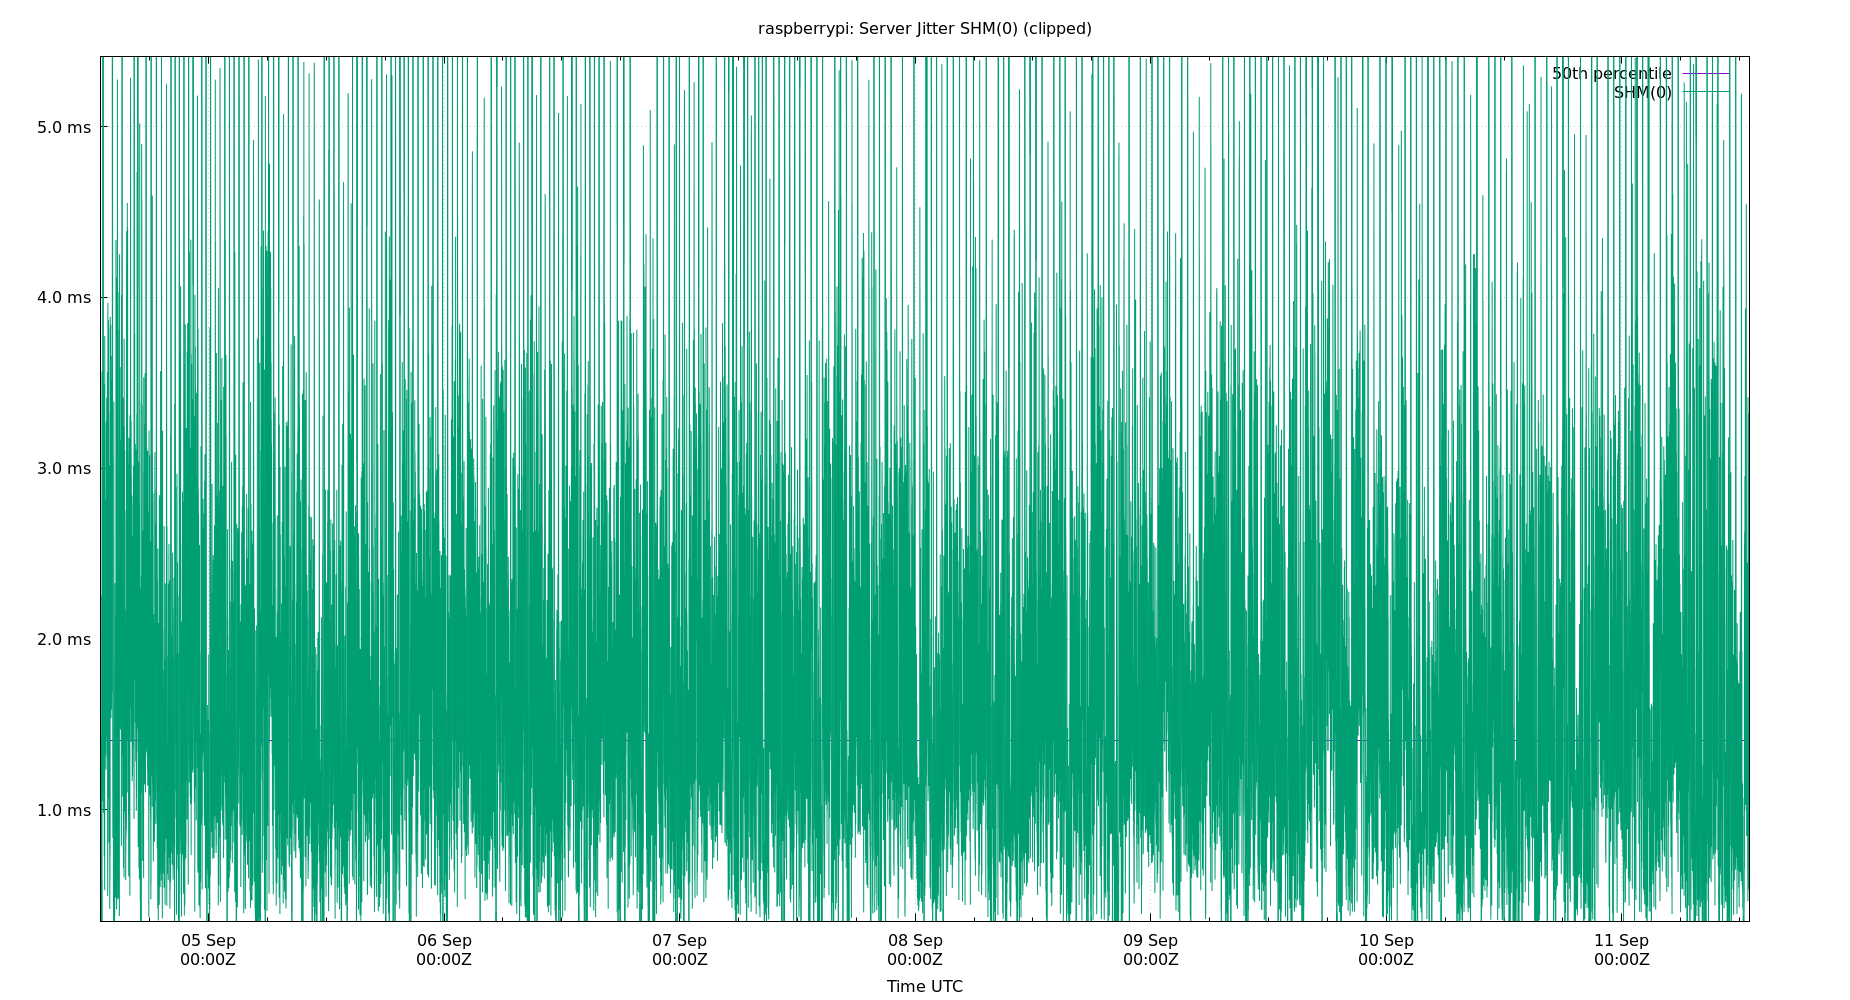 raspberrypi: Server Jitter SHM(0) (clipped)
50th percentile
SHM(0)
5.0 ms
4.0 ms
3.0 ms
2.0 ms
1.0 ms
05 Sep 06 Sep 07 Sep 08 Sep 09 Sep 10 Sep 11 Sep
00:00Z 00:00Z 00:00Z 00:00Z 00:00Z 00:00Z 00:00Z
Time UTC